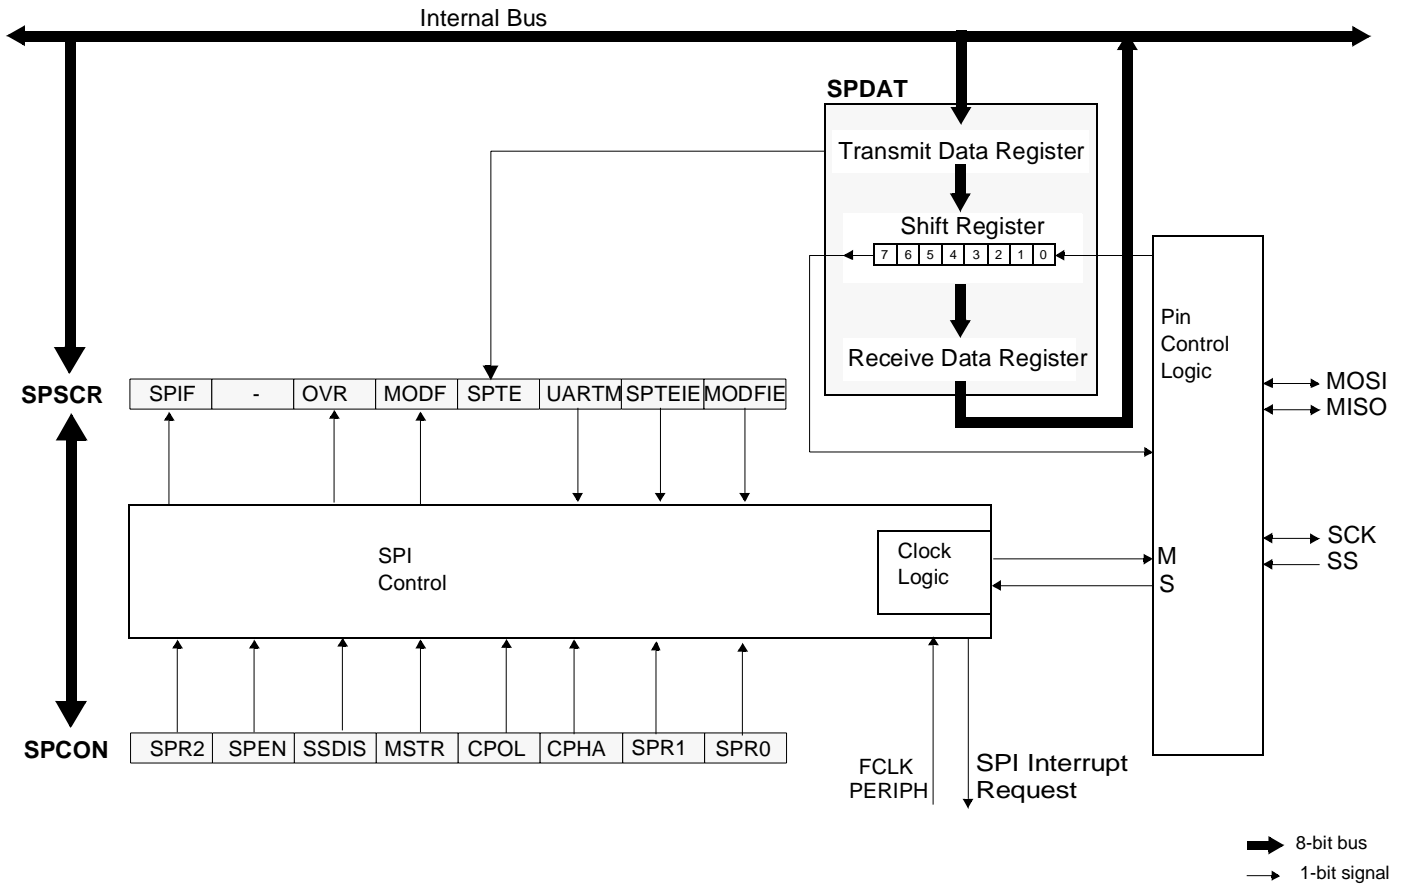 Internal Bus
SPDAT
Transmit Data Register
Shift Register
7 6 5 4 3 2 1 0
Receive Data Register
Pin
Control
Logic
MOSI
MISO
SPSCR
SPIF - OVR MODF SPTE UARTM SPTEIE MODFIE
SPI
Control
Clock
Logic
M
S
SCK
SS
SPCON
SPR2 SPEN SSDIS MSTR CPOL CPHA SPR1 SPR0
FCLK
PERIPH
SPI Interrupt
Request
8-bit bus
1-bit signal